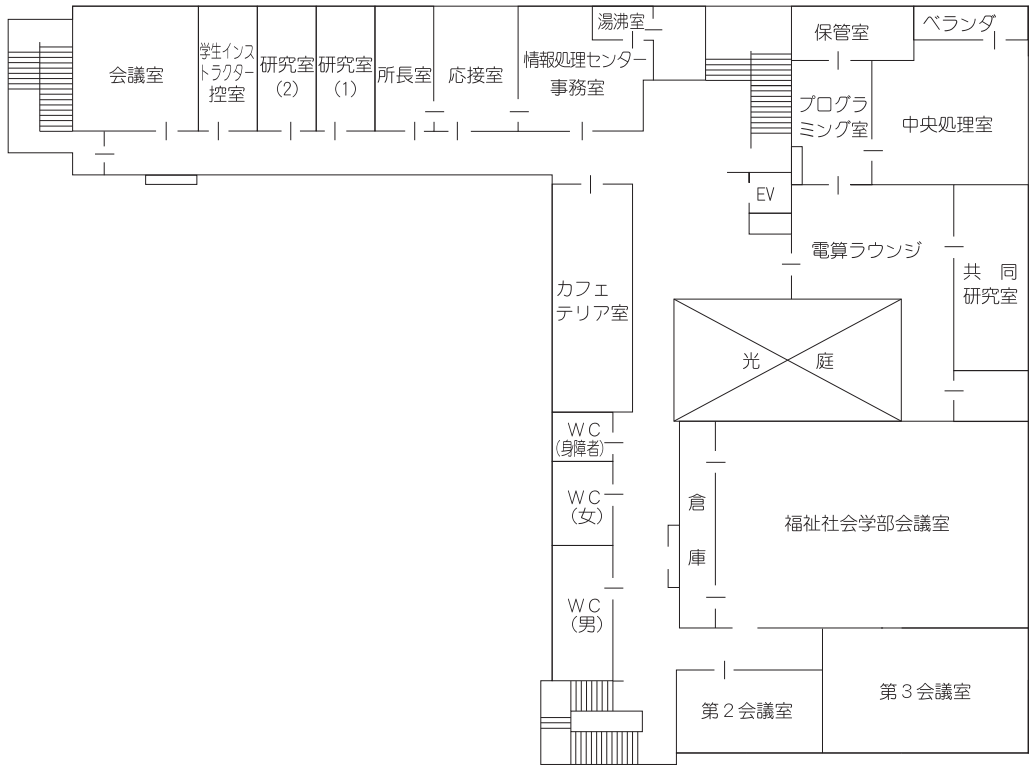 会議室
学生インス
トラクター
控室
研究室
(2)
研究室
(1)
所長室
応接室
湯沸室
情報処理センター
事務室
保管室
ベランダ
プログラ
ミング室
中央処理室
EV
電算ラウンジ
共 同
研究室
カフェ
テリア室
光 庭
WC
(身障者)
WC
(女)
WC
(男)
倉
庫
福祉社会学部会議室
第2会議室
第3会議室